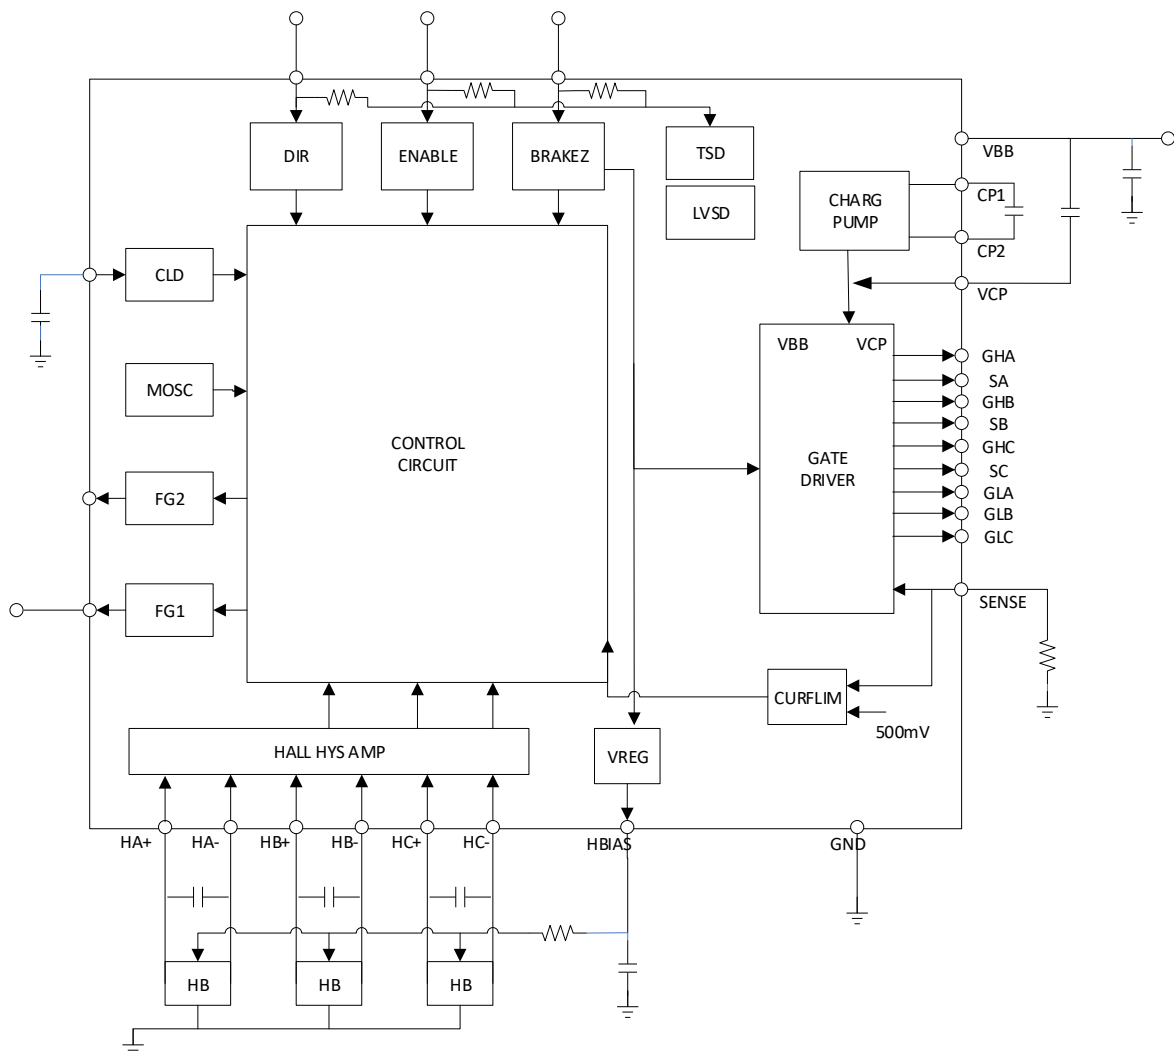 DIR
ENABLE
BRAKEZ
TSD
LVSD
VBB
CHARG
PUMP
CP1
CP2
VCP
CLD
MOSC
FG2
FG1
CONTROL
CIRCUIT
VBB
VCP
GATE
DRIVER
GHA
SA
GHB
SB
GHC
SC
GLA
GLB
GLC
SENSE
CURFLIM
500mV
HALL HYS AMP
VREG
HA+
HA-
HB+
HB-
HC+
HC-
HBIAS
GND
HB
HB
HB